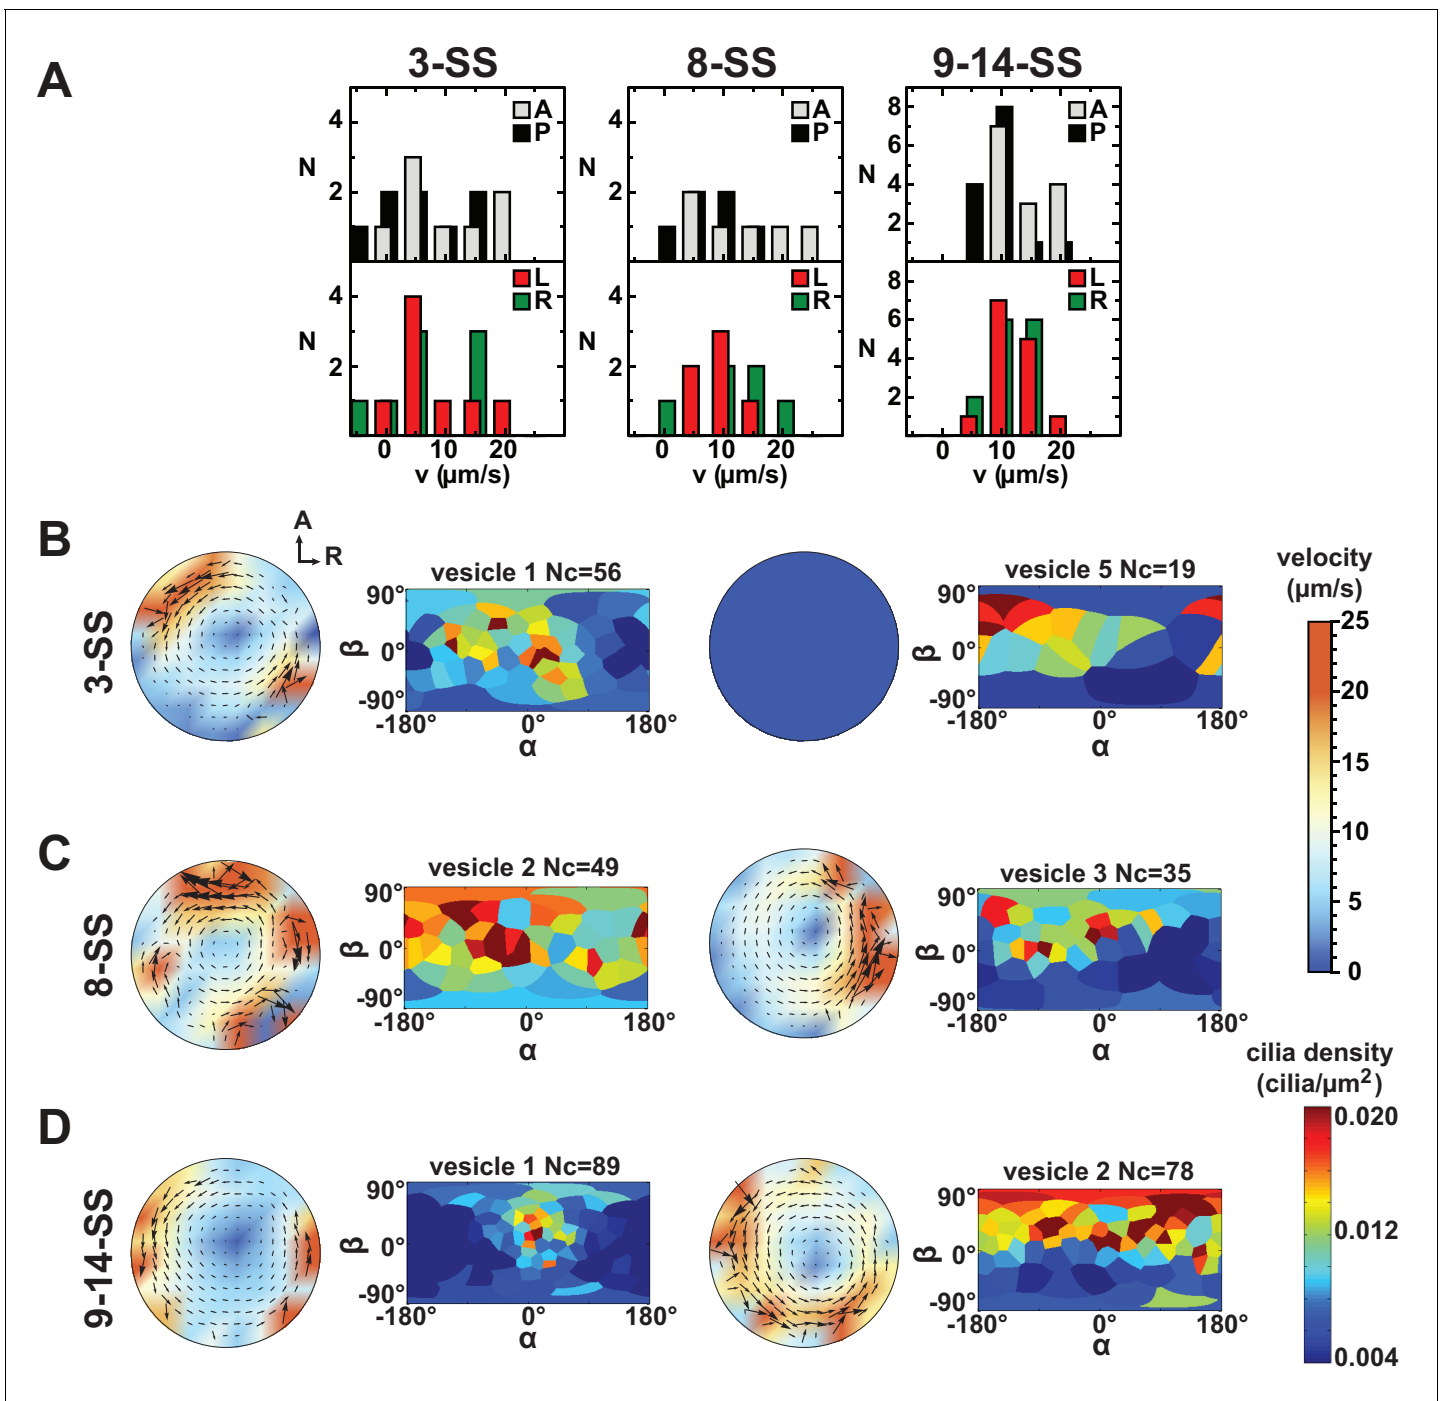 A
3-SS
8-SS
9-14-SS
4
2
N
A
P
4
2
N
A
P
8
6
4
2
N
A
P
4
2
N
L
R
4
2
N
L
R
8
6
4
2
N
L
R
0 10 20
0 10 20
0 10 20
v (µm/s)
v (µm/s)
v (µm/s)
B
3-SS
A
R
vesicle 1 Nc=56
90°
0°
-90°
β
-180° 0° 180°
α
vesicle 5 Nc=19
90°
0°
-90°
β
-180° 0° 180°
α
velocity
(µm/s)
25
20
15
10
5
0
C
8-SS
vesicle 2 Nc=49
90°
0°
-90°
β
-180° 0° 180°
α
vesicle 3 Nc=35
90°
0°
-90°
β
-180° 0° 180°
α
cilia density
(cilia/µm²)
0.020
0.012
0.004
D
9-14-SS
vesicle 1 Nc=89
90°
0°
-90°
β
-180° 0° 180°
α
vesicle 2 Nc=78
90°
0°
-90°
β
-180° 0° 180°
α